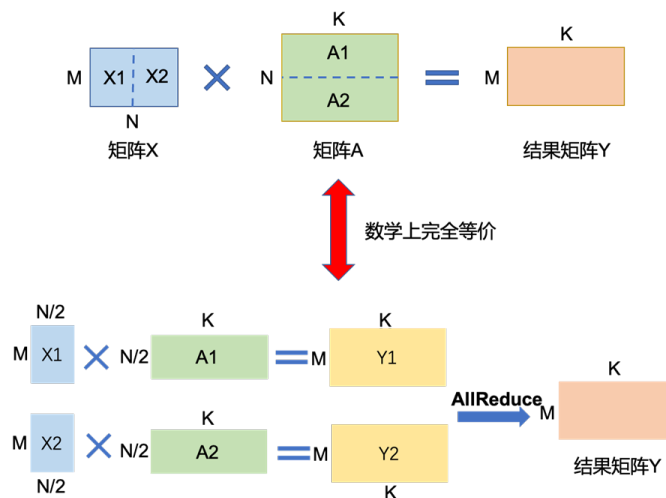 K
M X1 X2 N A1 K M
A2
N
矩阵X 矩阵A 结果矩阵Y
数学上完全等价
N/2 K K
M X1 N/2 A1 M Y1
K
AllReduce
M
K
M X2 N/2 A2 M Y2 结果矩阵Y
N/2 K